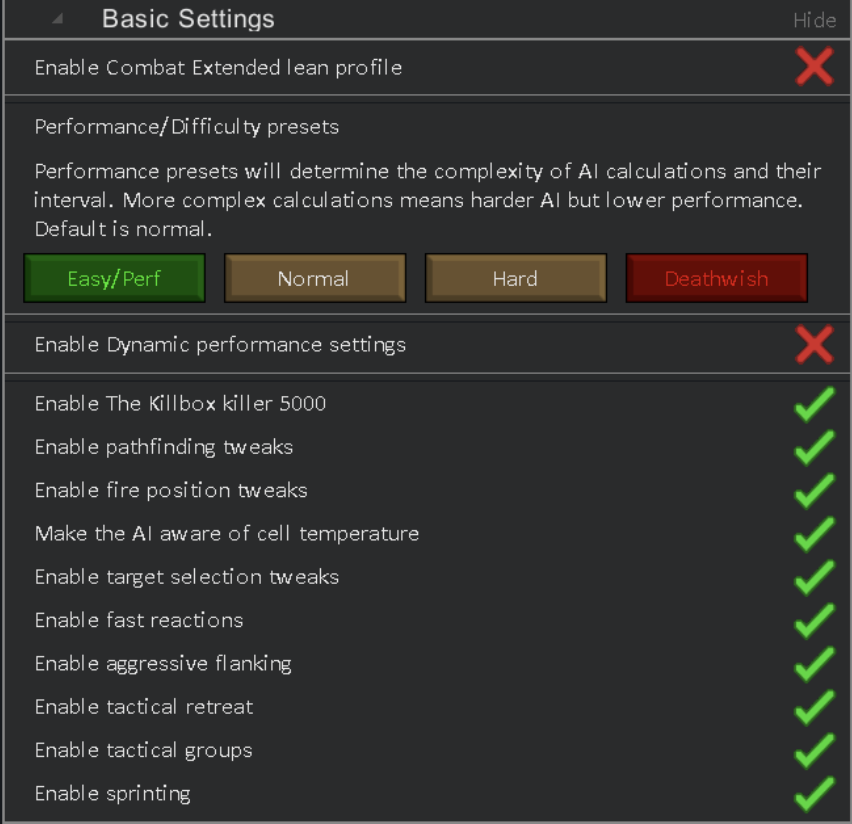 Basic Settings
Hide
Enable Combat Extended lean profile
Performance/Difficulty presets
Performance presets will determine the complexity of AI calculations and their
interval. More complex calculations means harder AI but lower performance.
Default is normal.
Easy/Perf
Normal
Hard
Deathwish
Enable Dynamic performance settings
Enable The Killbox killer 5000
Enable pathfinding tweaks
Enable fire position tweaks
Make the AI aware of cell temperature
Enable target selection tweaks
Enable fast reactions
Enable aggressive flanking
Enable tactical retreat
Enable tactical groups
Enable sprinting